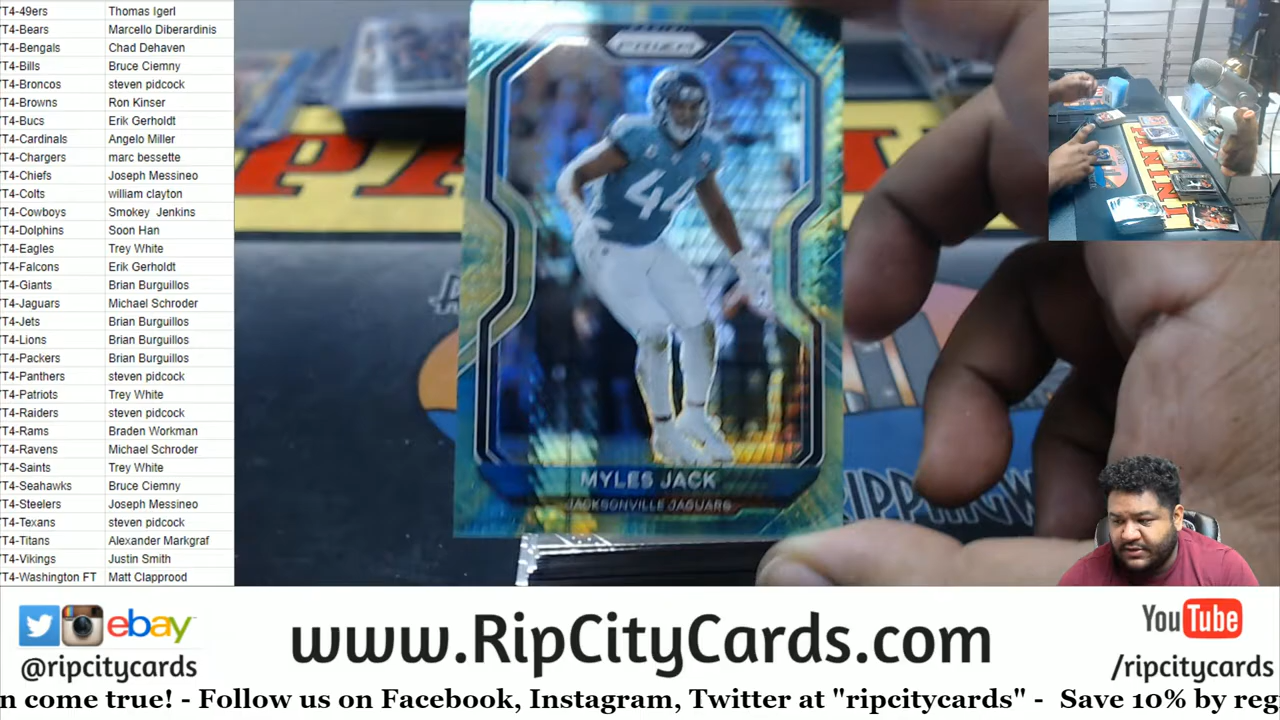 T4-49ers Thomas Igerl
T4-Bears Marcello Diberardinis
T4-Bengals Chad Dehaven
T4-Bills Bruce Ciemny
T4-Broncos steven pidcock
T4-Browns Ron Kinser
T4-Bucs Erik Gerholdt
T4-Cardinals Angelo Miller
T4-Chargers marc bessette
T4-Chiefs Joseph Messineo
T4-Colts william clayton
T4-Cowboys Smokey Jenkins
T4-Dolphins Soon Han
T4-Eagles Trey White
T4-Falcons Erik Gerholdt
T4-Giants Brian Burguillos
T4-Jaguars Michael Schroder
T4-Jets Brian Burguillos
T4-Lions Brian Burguillos
T4-Packers Brian Burguillos
T4-Panthers steven pidcock
T4-Patriots Trey White
T4-Raiders steven pidcock
T4-Rams Braden Workman
T4-Ravens Michael Schroder
T4-Saints Trey White
T4-Seahawks Bruce Ciemny
T4-Steelers Joseph Messineo
T4-Texans steven pidcock
T4-Titans Alexander Markgraf
T4-Vikings Justin Smith
T4-Washington FT Matt Clapprood
PRIZM
44
MYLES JACK
JACKSONVILLE JAGUARS
PANINI
ebay
@ripcitycards
www.RipCityCards.com
YouTube
/ripcitycards
n come true! - Follow us on Facebook, Instagram, Twitter at "ripcitycards" - Save 10% by reg